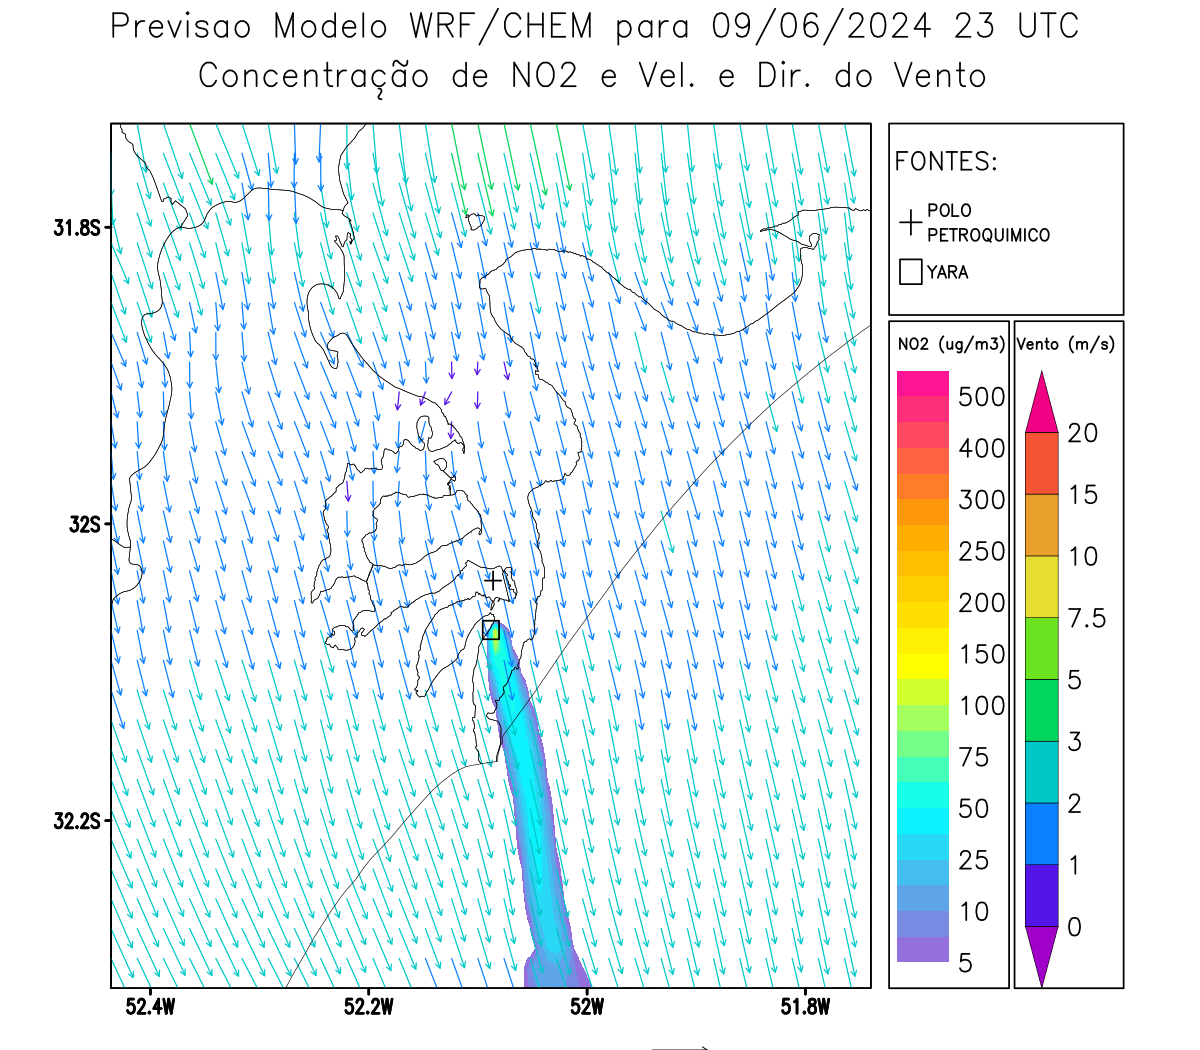 Previsao Modelo WRF/CHEM para 09/06/2024 23 UTC
Concentração de NO2 e Vel. e Dir. do Vento
FONTES:
POLO
PETROQUIMICO
YARA
31.8S
32S
32.2S
52.4W
52.2W
52W
51.8W
NO2 (ug/m3)
500
400
300
250
200
150
100
75
50
25
10
5
Vento (m/s)
20
15
10
7.5
5
3
2
1
0